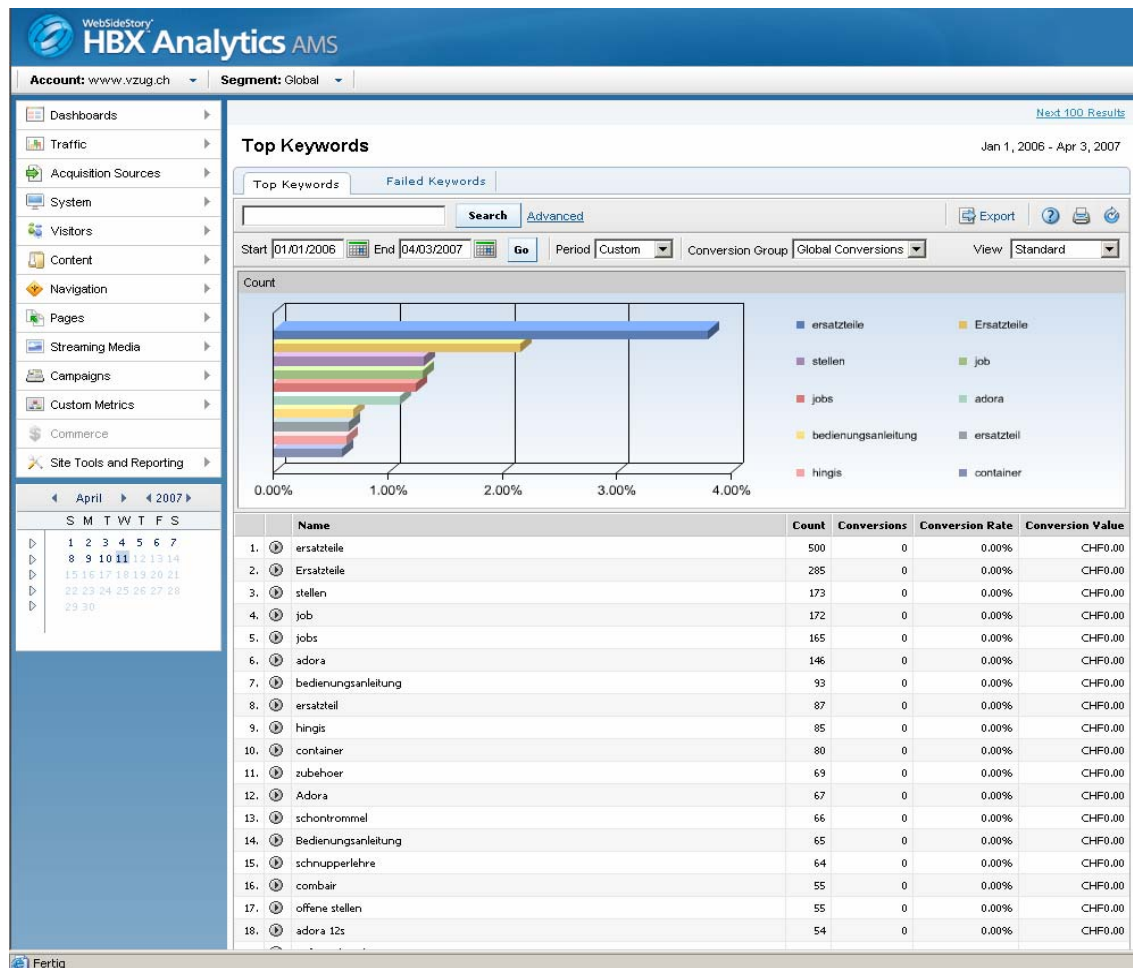 WebSideStory
HBX Analytics AMS
Account: www.vzug.ch Segment: Global
Dashboards
Traffic
Acquisition Sources
System
Visitors
Content
Navigation
Pages
Streaming Media
Campaigns
Custom Metrics
Commerce
Site Tools and Reporting
April 2007
S M T W T F S
1 2 3 4 5 6 7
8 9 10 11 12 13 14
15 16 17 18 19 20 21
22 23 24 25 26 27 28
29 30
Next 100 Results
Top Keywords Jan 1, 2006 - Apr 3, 2007
Top Keywords Failed Keywords
Search Advanced Export
Start 01/01/2006 End 04/03/2007 Go Period Custom Conversion Group Global Conversions View Standard
Count
ersatzteile Ersatzteile
stellen job
jobs adora
bedienungsanleitung ersatzteil
hingis container
0.00% 1.00% 2.00% 3.00% 4.00%
Name Count Conversions Conversion Rate Conversion Value
1. ersatzteile 500 0 0.00% CHF0.00
2. Ersatzteile 285 0 0.00% CHF0.00
3. stellen 173 0 0.00% CHF0.00
4. job 172 0 0.00% CHF0.00
5. jobs 165 0 0.00% CHF0.00
6. adora 146 0 0.00% CHF0.00
7. bedienungsanleitung 93 0 0.00% CHF0.00
8. ersatzteil 87 0 0.00% CHF0.00
9. hingis 85 0 0.00% CHF0.00
10. container 80 0 0.00% CHF0.00
11. zubehoer 69 0 0.00% CHF0.00
12. Adora 67 0 0.00% CHF0.00
13. schontrommel 66 0 0.00% CHF0.00
14. Bedienungsanleitung 65 0 0.00% CHF0.00
15. schnupperlehre 64 0 0.00% CHF0.00
16. combair 55 0 0.00% CHF0.00
17. offene stellen 55 0 0.00% CHF0.00
18. adora 12s 54 0 0.00% CHF0.00
Fertig